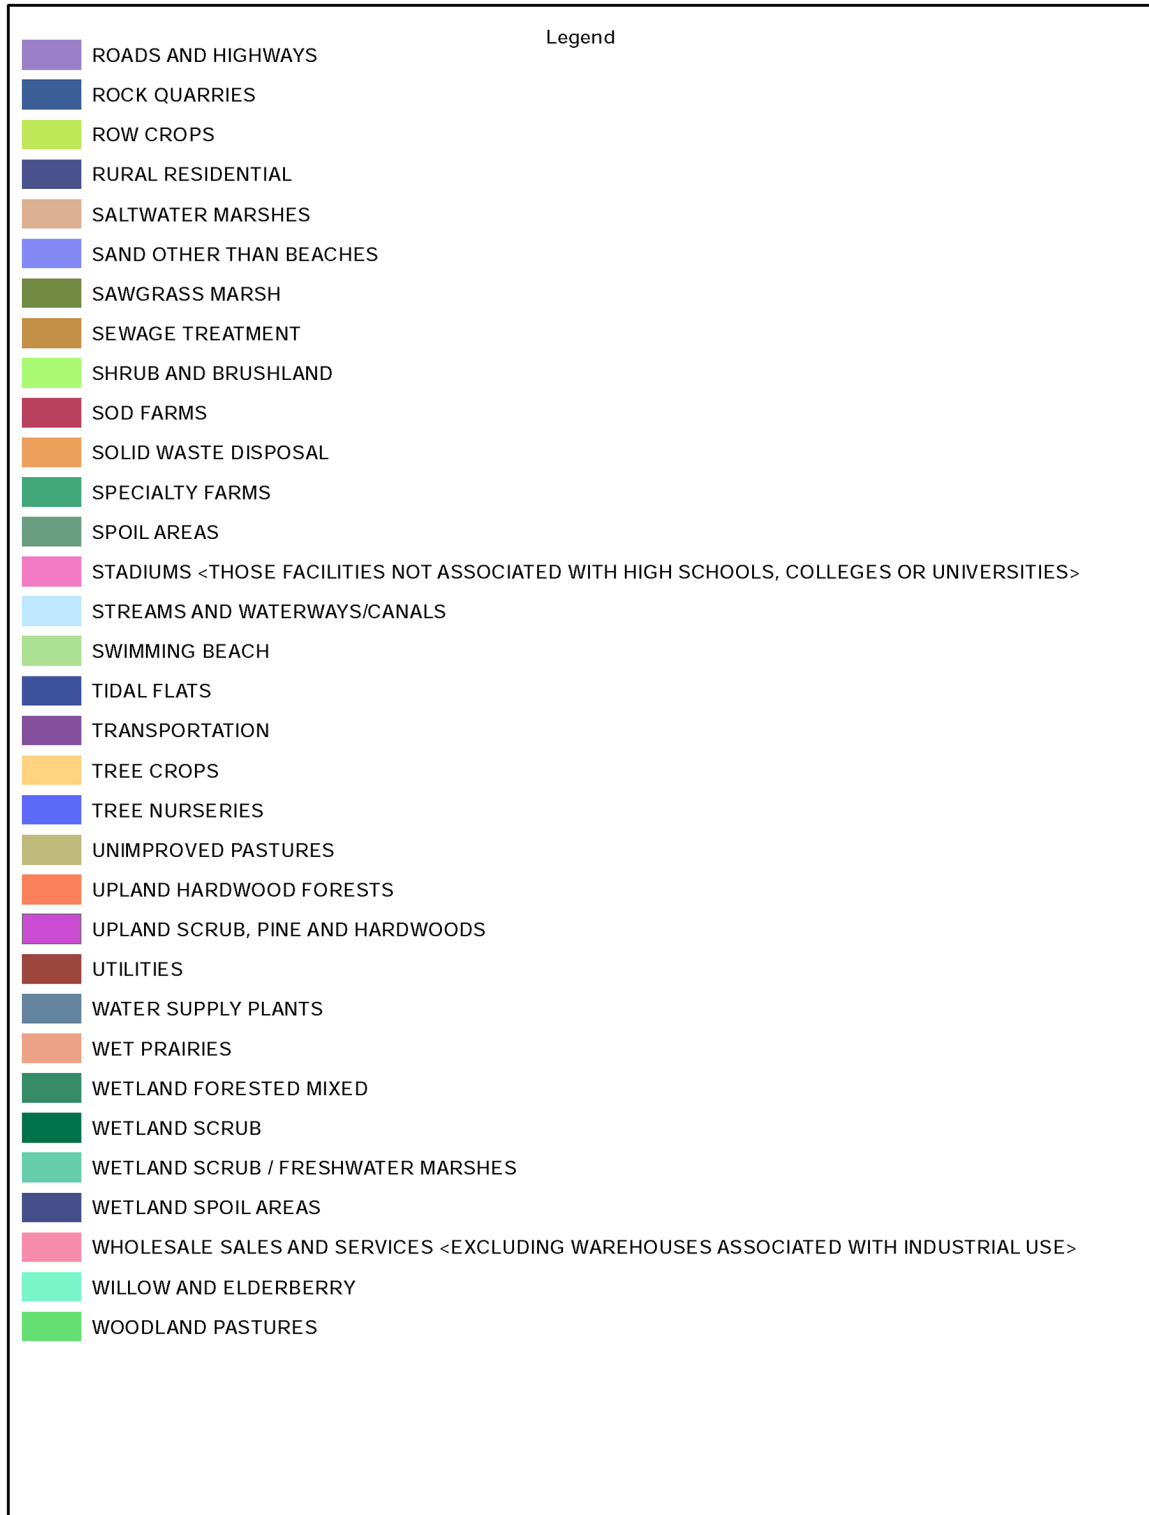 Legend
ROADS AND HIGHWAYS
ROCK QUARRIES
ROW CROPS
RURAL RESIDENTIAL
SALTWATER MARSHES
SAND OTHER THAN BEACHES
SAWGRASS MARSH
SEWAGE TREATMENT
SHRUB AND BRUSHLAND
SOD FARMS
SOLID WASTE DISPOSAL
SPECIALTY FARMS
SPOIL AREAS
STADIUMS <THOSE FACILITIES NOT ASSOCIATED WITH HIGH SCHOOLS, COLLEGES OR UNIVERSITIES>
STREAMS AND WATERWAYS/CANALS
SWIMMING BEACH
TIDAL FLATS
TRANSPORTATION
TREE CROPS
TREE NURSERIES
UNIMPROVED PASTURES
UPLAND HARDWOOD FORESTS
UPLAND SCRUB, PINE AND HARDWOODS
UTILITIES
WATER SUPPLY PLANTS
WET PRAIRIES
WETLAND FORESTED MIXED
WETLAND SCRUB
WETLAND SCRUB / FRESHWATER MARSHES
WETLAND SPOIL AREAS
WHOLESALE SALES AND SERVICES <EXCLUDING WAREHOUSES ASSOCIATED WITH INDUSTRIAL USE>
WILLOW AND ELDERBERRY
WOODLAND PASTURES